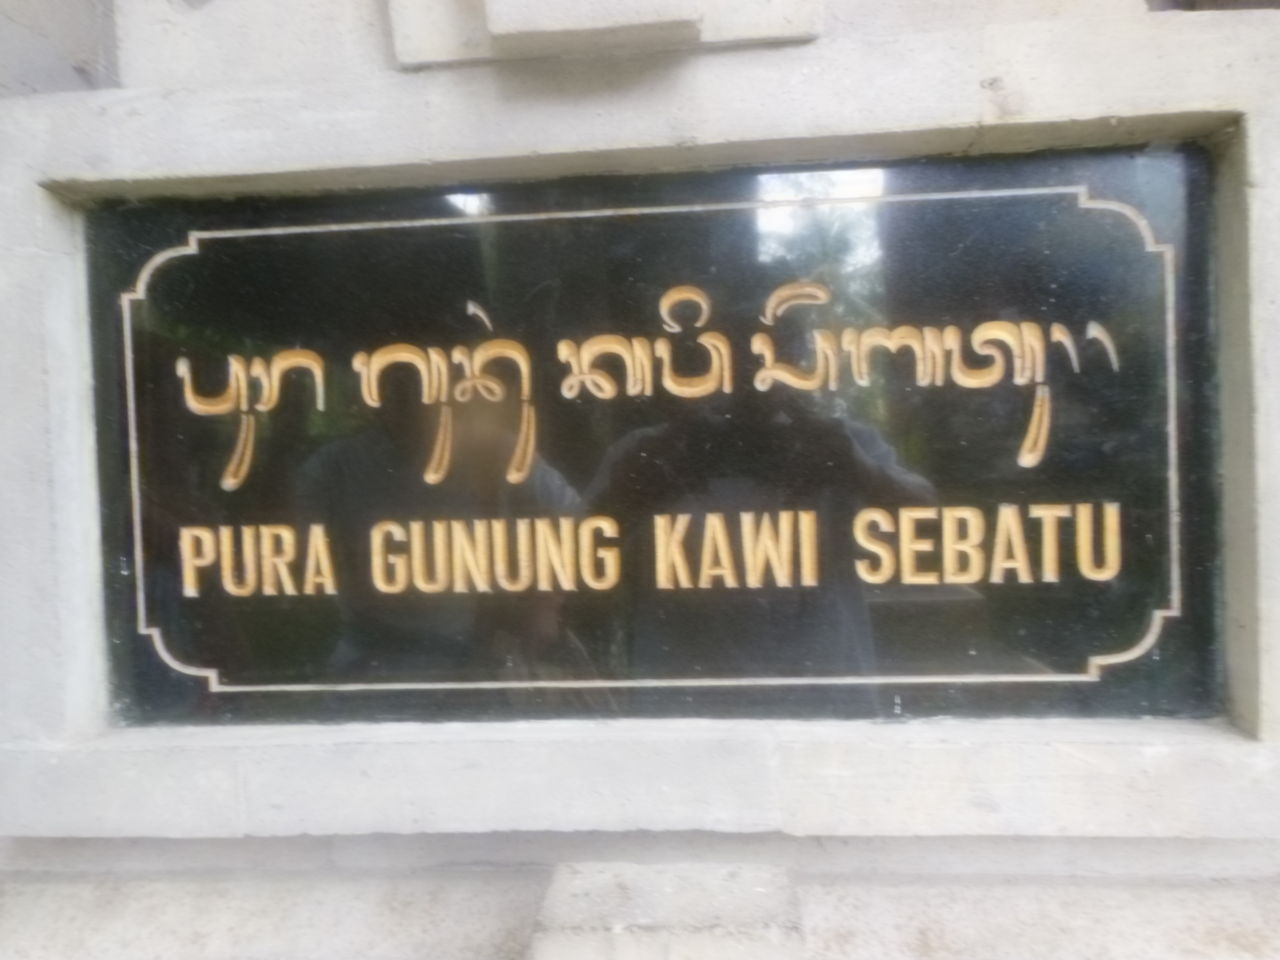 ᬧᬸᬭ ᬕᬸᬦᬸᬂ ᬓᬯᬶ ᬲᭂᬩᬢᬸ᭟
PURA GUNUNG KAWI SEBATU